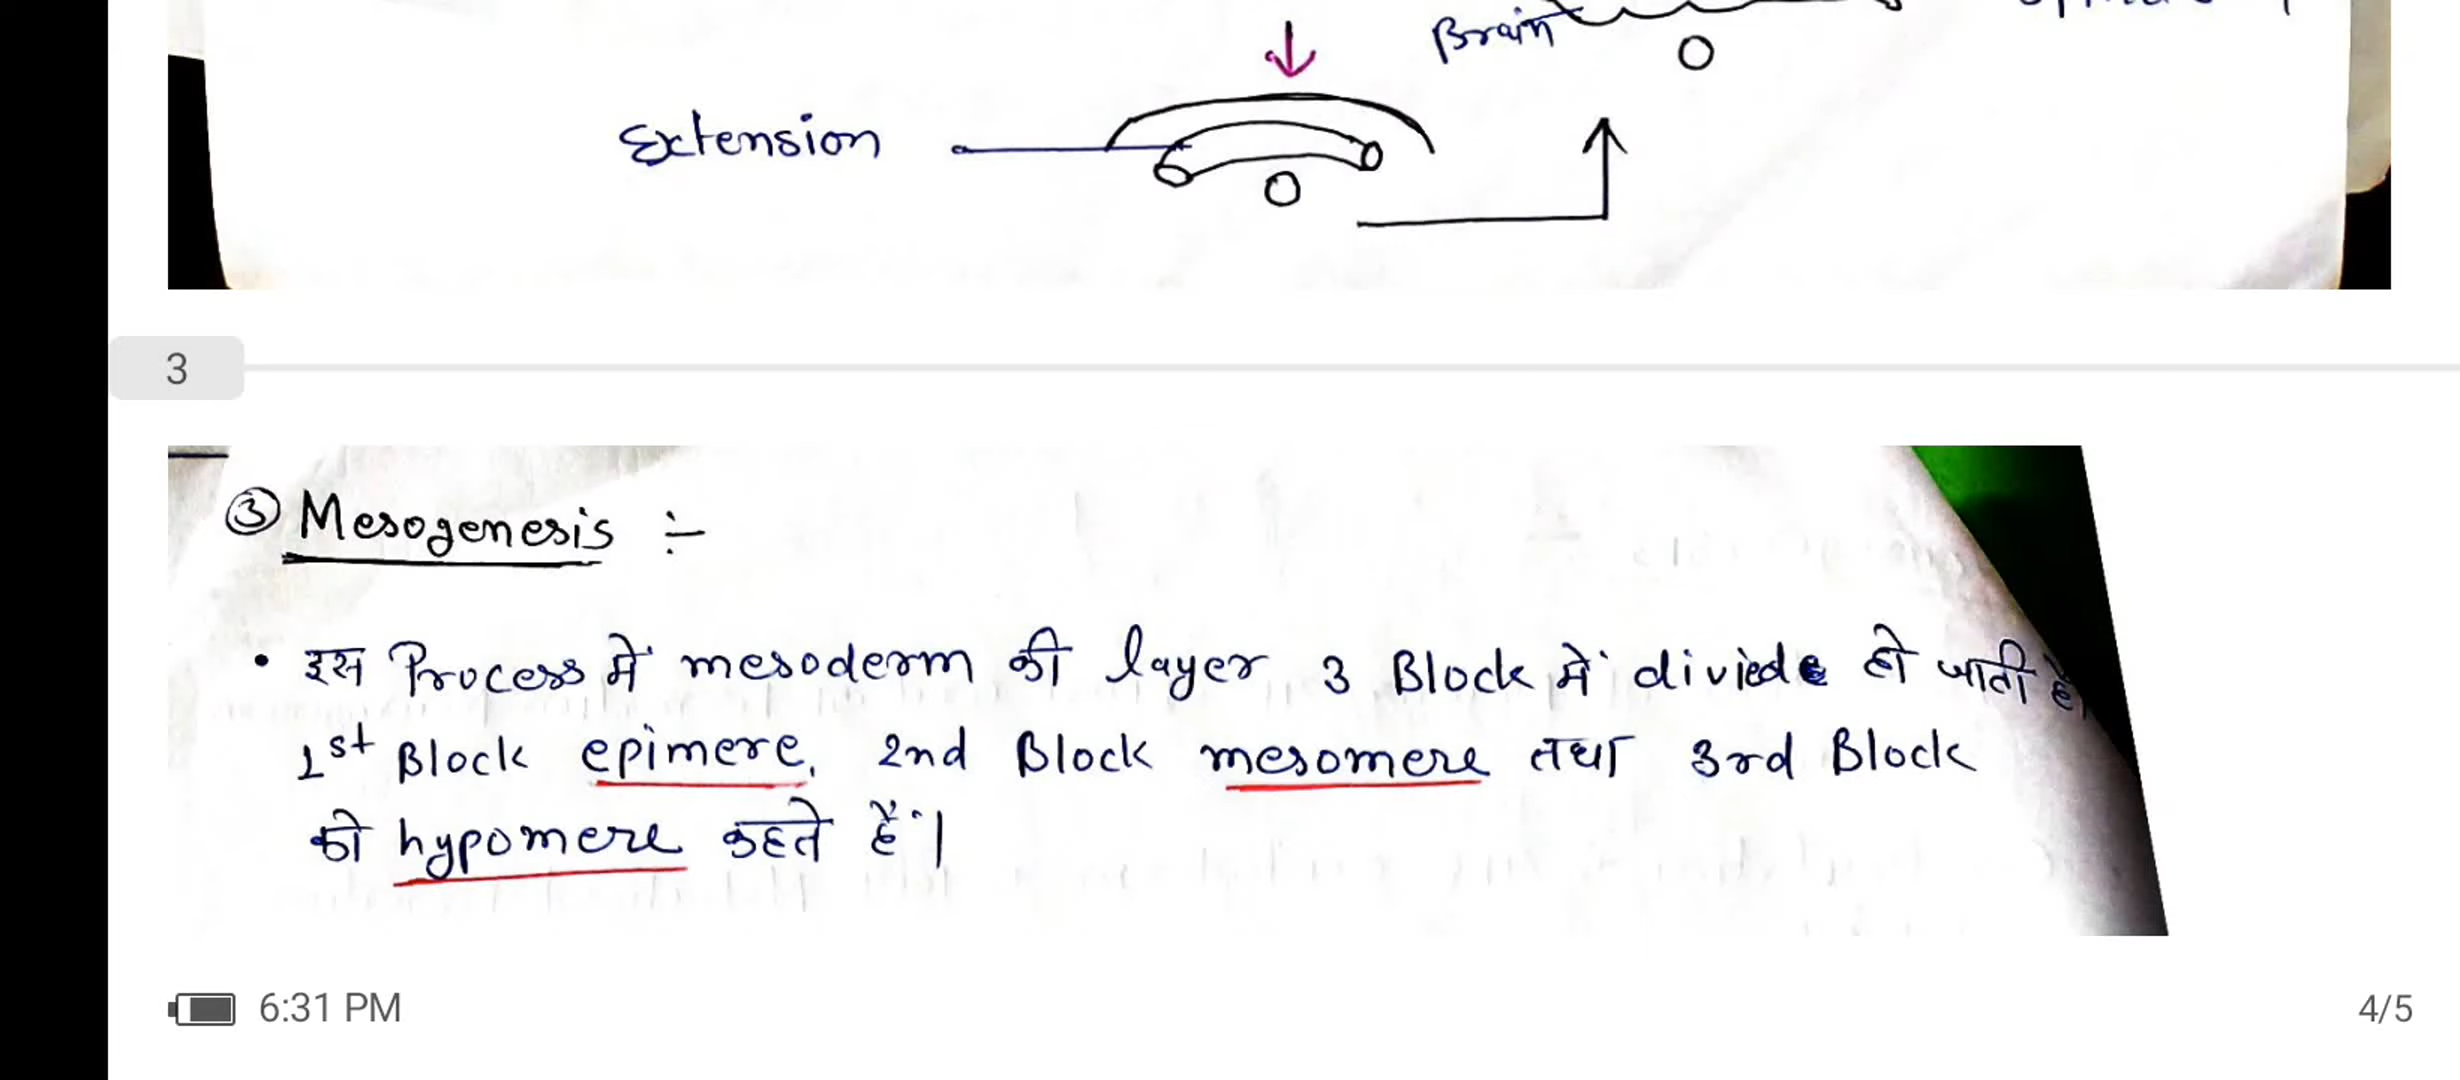 Brain
Extension
3
③ Mesogenesis :-
• इस Process में mesoderm की layer 3 Block में diviede हो जाती है।
1st Block epimere, 2nd Block mesomere तथा 3rd Block
को hypomere कहते हैं।
6:31 PM
4/5